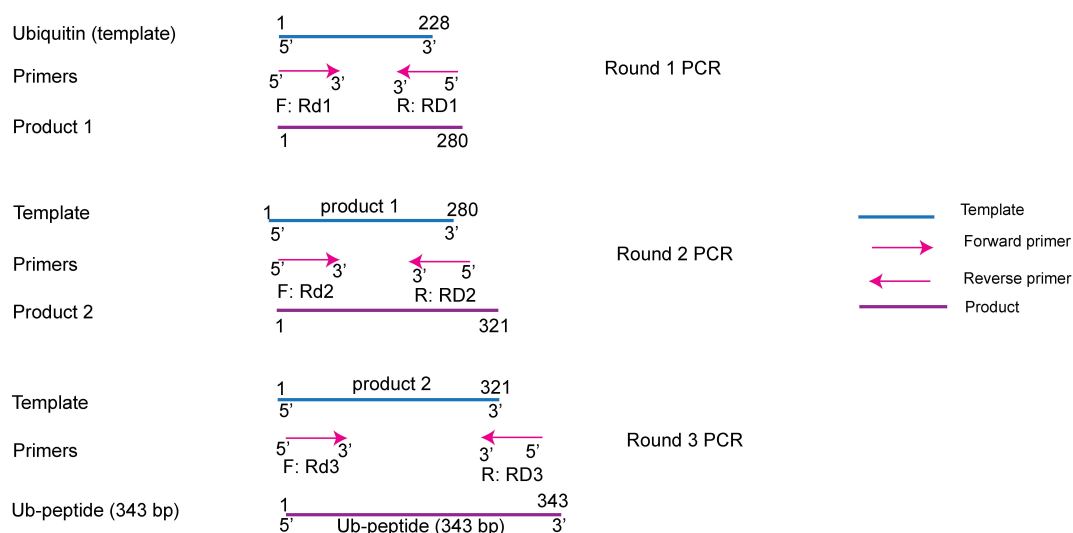 1 228
Ubiquitin (template)
5’ 3’
Primers
5’ 3’ 3’ 5’
Round 1 PCR
F: Rd1 R: RD1
Product 1
1 280
1 product 1 280
Template
5’ 3’
Primers
5’ 3’ 3’ 5’
Round 2 PCR
F: Rd2 R: RD2
Product 2
1 321
Template
Forward primer
Reverse primer
Product
1 product 2 321
Template
5’ 3’
Primers
5’ 3’ 3’ 5’
Round 3 PCR
F: Rd3 R: RD3
1 343
Ub-peptide (343 bp)
5’ Ub-peptide (343 bp) 3’